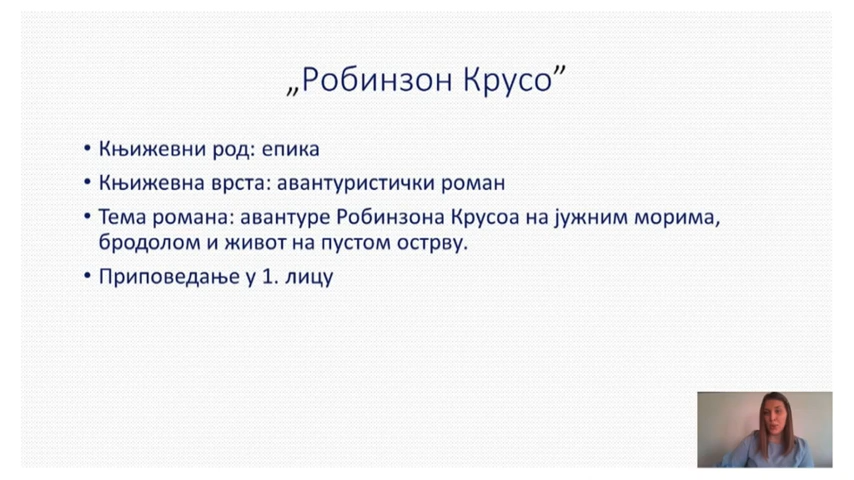 „Робинзон Крусо”
• Књижевни род: епика
• Књижевна врста: авантуристички роман
• Тема романа: авантуре Робинзона Крусоа на јужним морима,
бродолом и живот на пустом острву.
• Приповедање у 1. лицу